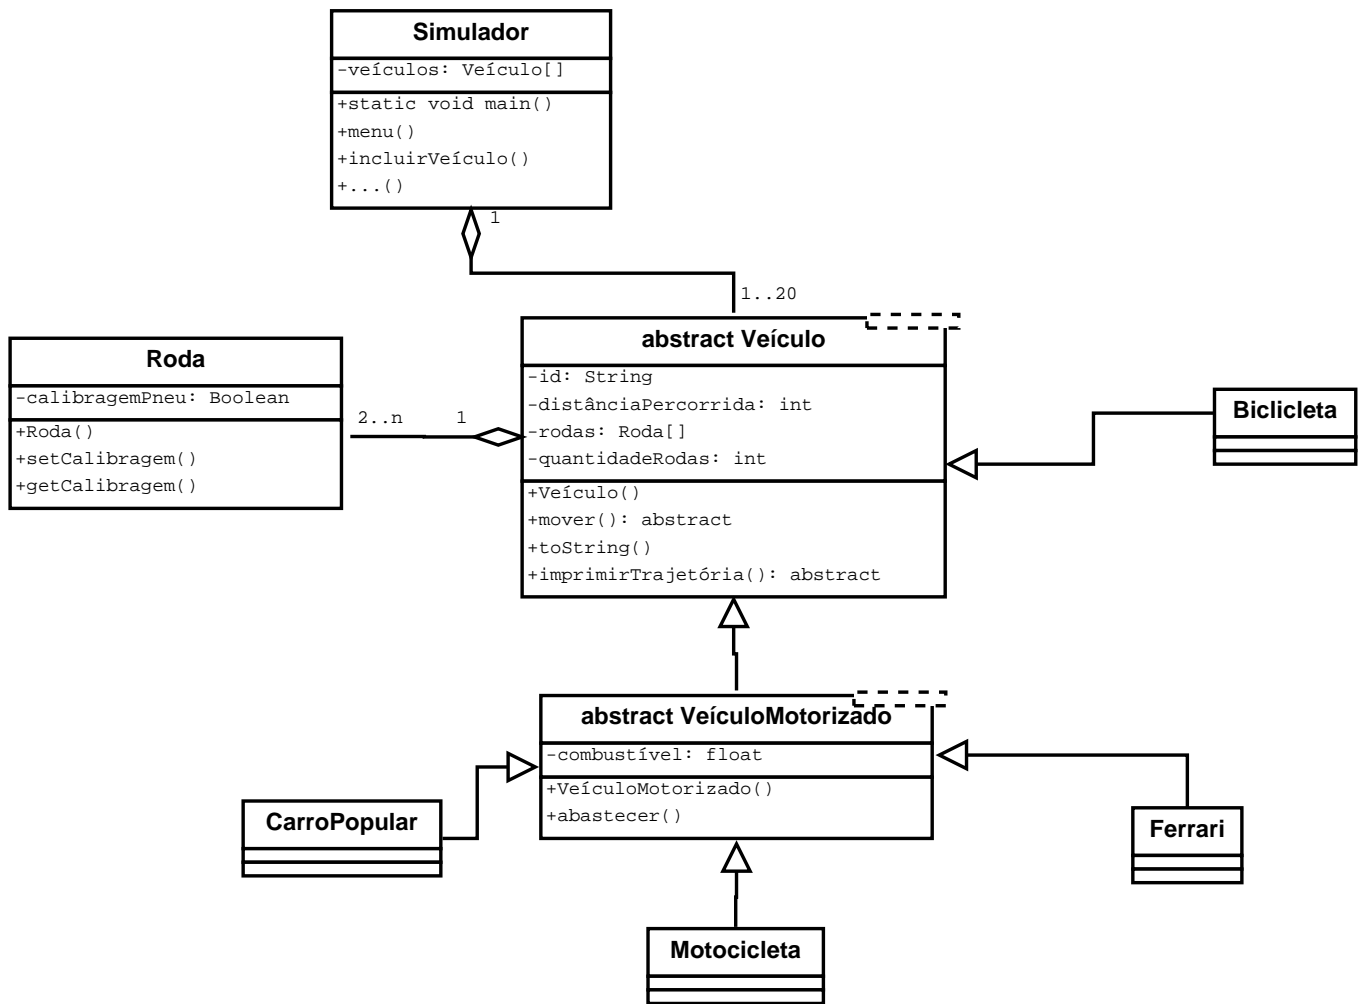 Simulador
-veículos: Veículo[]
+static void main()
+menu()
+incluirVeículo()
+...()
1
1..20
abstract Veículo
-id: String
-distânciaPercorrida: int
-rodas: Roda[]
-quantidadeRodas: int
+Veículo()
+mover(): abstract
+toString()
+imprimirTrajetória(): abstract
Roda
-calibragemPneu: Boolean
+Roda()
+setCalibragem()
+getCalibragem()
2..n
1
Biclicleta
abstract VeículoMotorizado
-combustível: float
+VeículoMotorizado()
+abastecer()
CarroPopular
Ferrari
Motocicleta